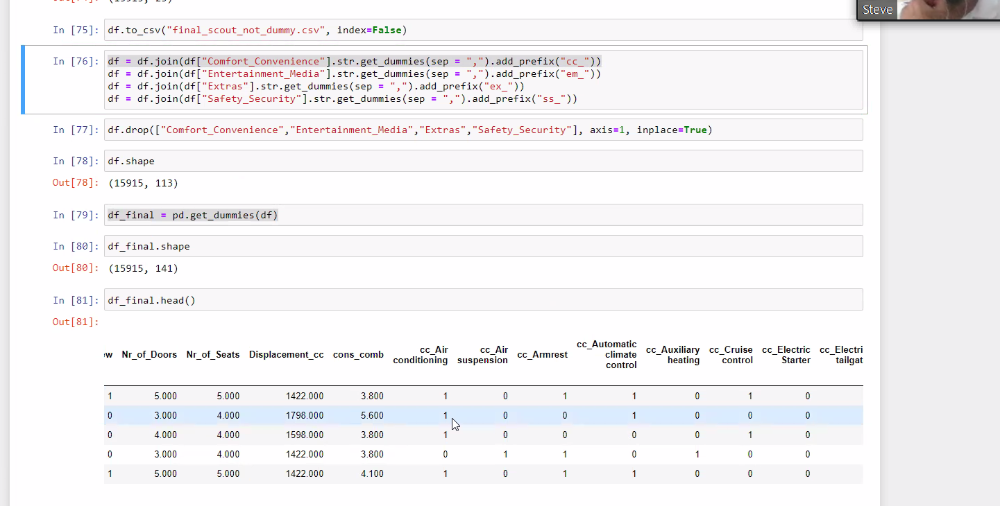 Steve
In [75]: df.to_csv("final_scout_not_dummy.csv", index=False)
In [76]: df = df.join(df["Comfort_Convenience"].str.get_dummies(sep = ",").add_prefix("cc_"))
df = df.join(df["Entertainment_Media"].str.get_dummies(sep = ",").add_prefix("em_"))
df = df.join(df["Extras"].str.get_dummies(sep = ",").add_prefix("ex_"))
df = df.join(df["Safety_Security"].str.get_dummies(sep = ",").add_prefix("ss_"))
In [77]: df.drop(["Comfort_Convenience","Entertainment_Media","Extras","Safety_Security"], axis=1, inplace=True)
In [78]: df.shape
Out[78]: (15915, 113)
In [79]: df_final = pd.get_dummies(df)
In [80]: df_final.shape
Out[80]: (15915, 141)
In [81]: df_final.head()
Out[81]:
ew Nr_of_Doors Nr_of_Seats Displacement_cc cons_comb cc_Air conditioning cc_Air suspension cc_Armrest cc_Automatic climate control cc_Auxiliary heating cc_Cruise control cc_Electric Starter cc_Electri tailgat
1 5.000 5.000 1422.000 3.800 1 0 1 1 0 1 0
0 3.000 4.000 1798.000 5.600 1 0 0 1 0 0 0
0 4.000 4.000 1598.000 3.800 1 0 0 0 0 1 0
0 3.000 4.000 1422.000 3.800 0 1 1 0 1 0 0
1 5.000 5.000 1422.000 4.100 1 0 1 1 0 0 0